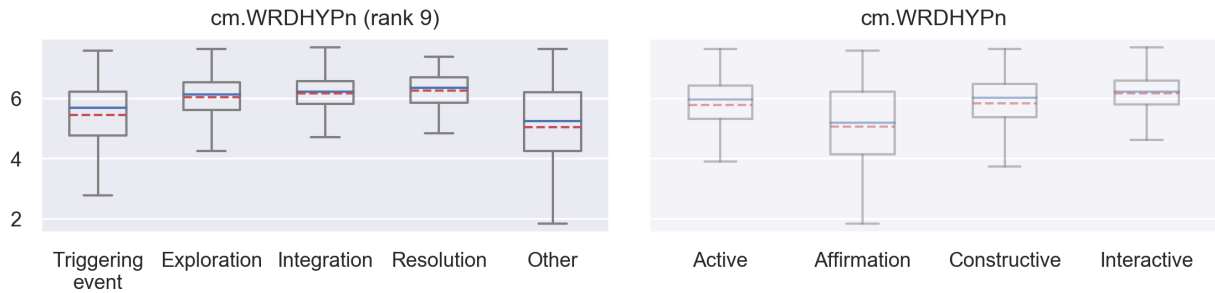 cm.WRDHYPn (rank 9)
cm.WRDHYPn
6
4
2
Triggering event
Exploration
Integration
Resolution
Other
Active
Affirmation
Constructive
Interactive